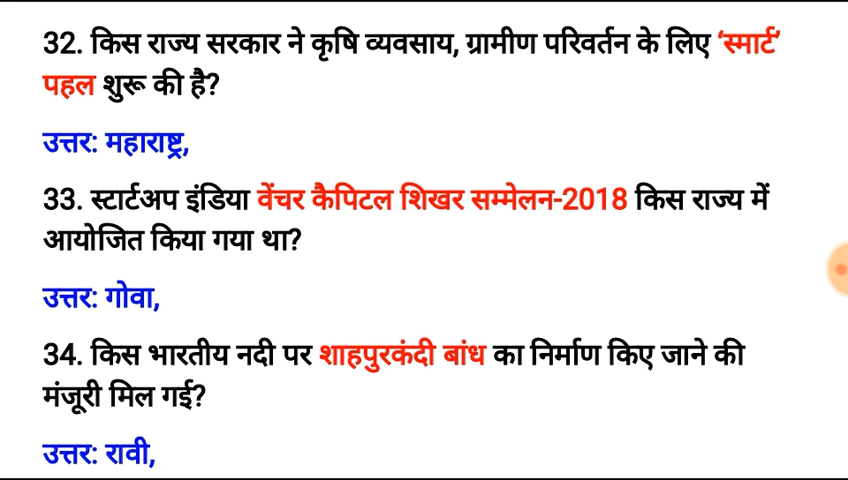 32. किस राज्य सरकार ने कृषि व्यवसाय, ग्रामीण परिवर्तन के लिए ‘स्मार्ट’
पहल शुरू की है?
उत्तर: महाराष्ट्र,
33. स्टार्टअप इंडिया वेंचर कैपिटल शिखर सम्मेलन-2018 किस राज्य में
आयोजित किया गया था?
उत्तर: गोवा,
34. किस भारतीय नदी पर शाहपुरकंदी बांध का निर्माण किए जाने की
मंजूरी मिल गई?
उत्तर: रावी,